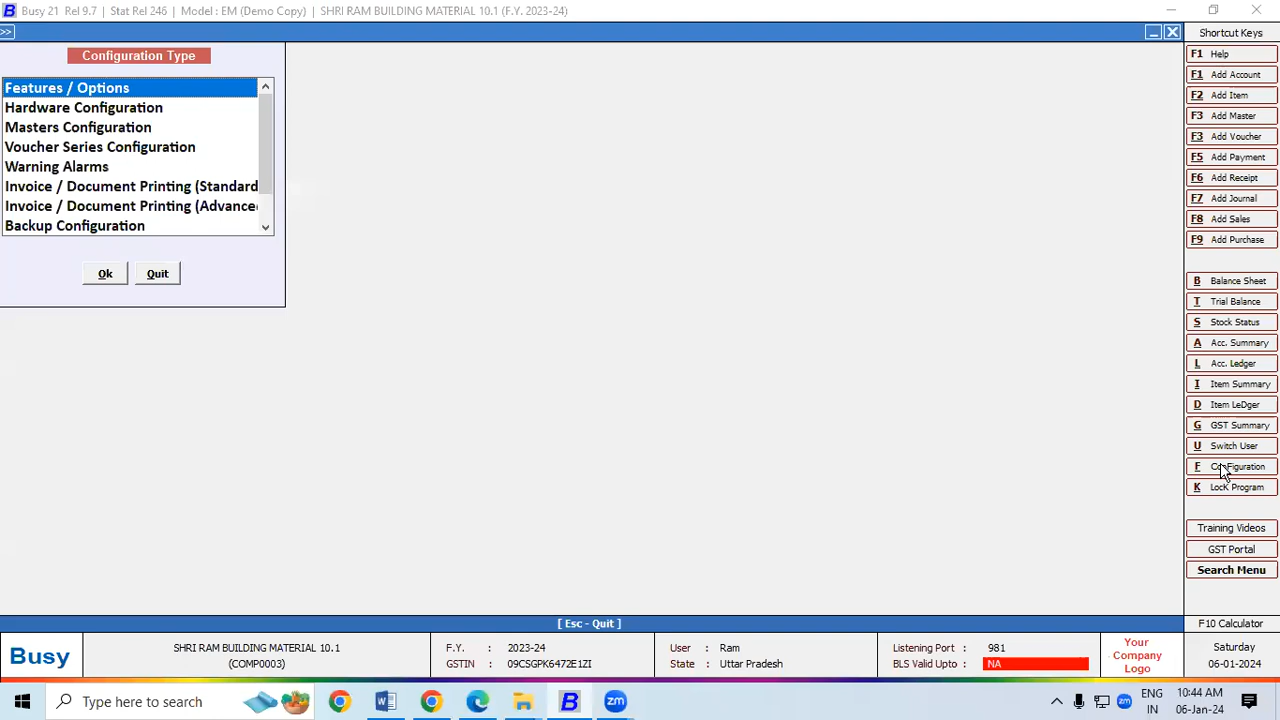 Busy 21 Rel 9.7 | Stat Rel 246 | Model : EM (Demo Copy) | SHRI RAM BUILDING MATERIAL 10.1 (F.Y. 2023-24)
>>
Configuration Type
Features / Options
Hardware Configuration
Masters Configuration
Voucher Series Configuration
Warning Alarms
Invoice / Document Printing (Standard
Invoice / Document Printing (Advance
Backup Configuration
Ok Quit
Shortcut Keys
F1 Help
F1 Add Account
F2 Add Item
F3 Add Master
F3 Add Voucher
F5 Add Payment
F6 Add Receipt
F7 Add Journal
F8 Add Sales
F9 Add Purchase
B Balance Sheet
T Trial Balance
S Stock Status
A Acc. Summary
L Acc. Ledger
I Item Summary
D Item LeDger
G GST Summary
U Switch User
F ConFiguration
K LocK Program
Training Videos
GST Portal
Search Menu
[ Esc - Quit ]
F10 Calculator
Busy
SHRI RAM BUILDING MATERIAL 10.1
(COMP0003)
F.Y. : 2023-24
GSTIN : 09CSGPK6472E1ZI
User : Ram
State : Uttar Pradesh
Listening Port : 981
BLS Valid Upto : NA
Your
Company
Logo
Saturday
06-01-2024
Type here to search
ENG
IN
10:44 AM
06-Jan-24